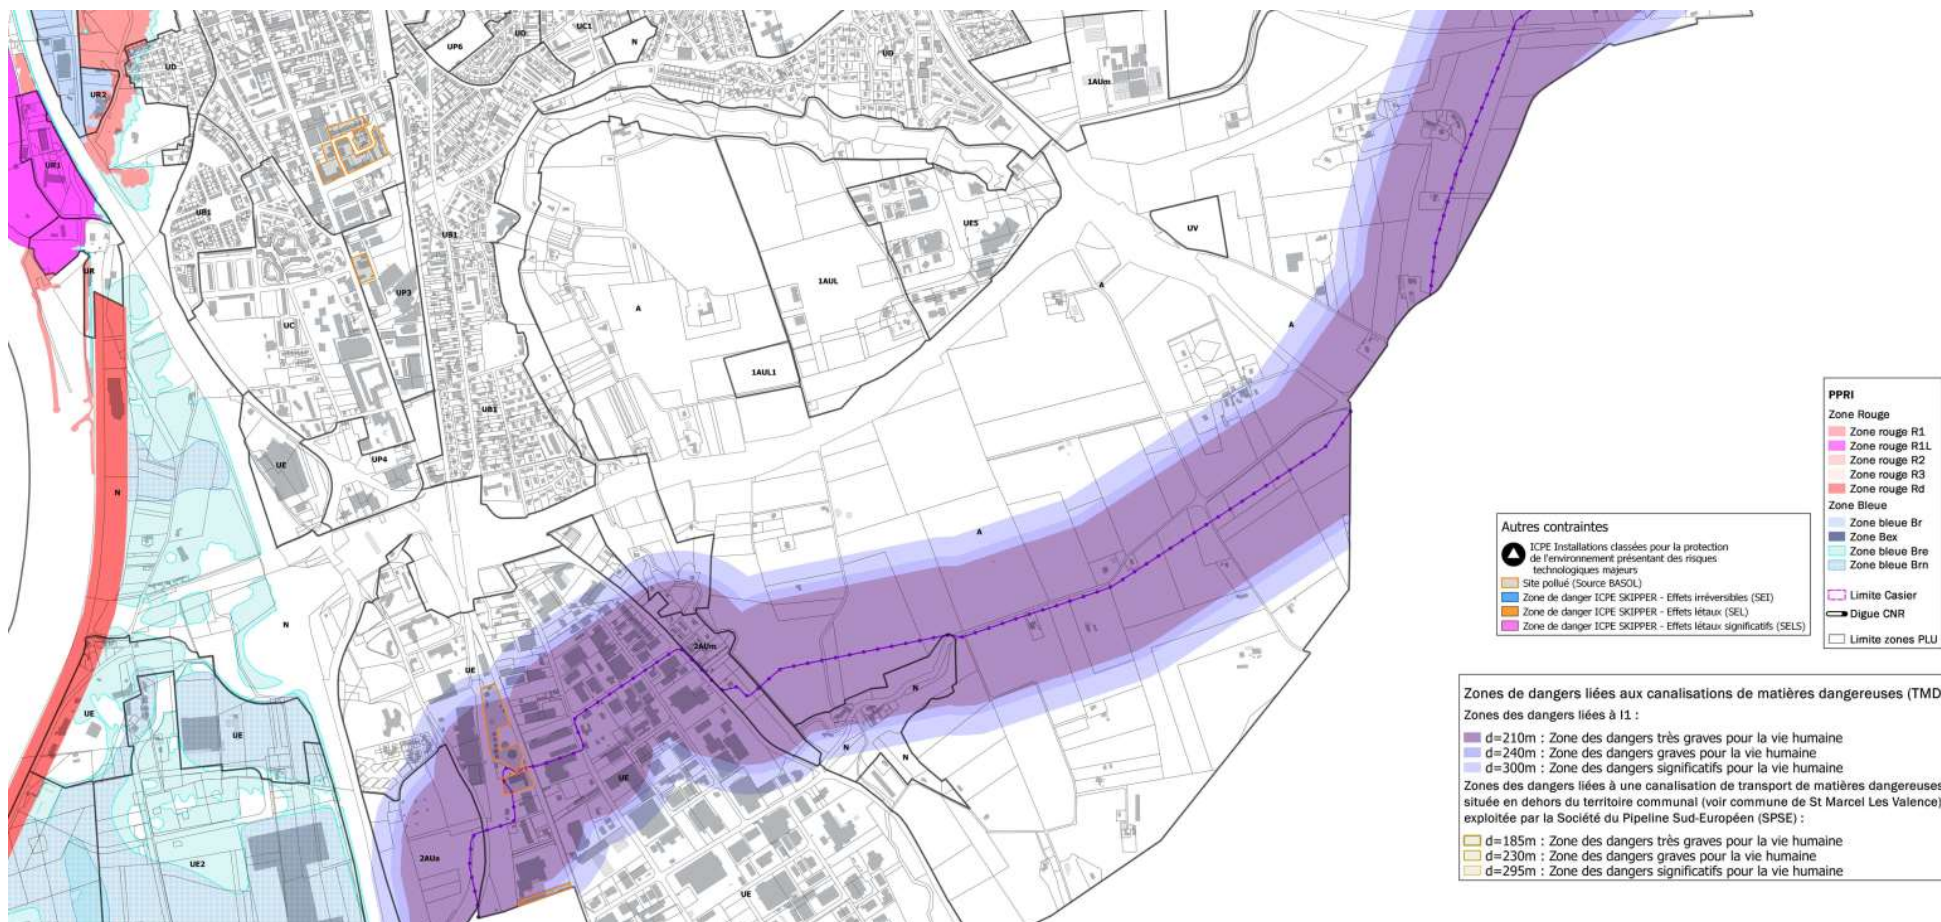 UP6
UD
UC1
N
UD
UD
1AUm
UR2
UR1
UB1
UB1
UES
UV
UR
UP3
1AUL
A
A
A
UC
1AUL1
UB1
UE
UP4
N
A
N
2AUm
UE
N
N
UE
UE
UE
2AUa
UE2
UE
PPRI
Zone Rouge
Zone rouge R1
Zone rouge R1L
Zone rouge R2
Zone rouge R3
Zone rouge Rd
Zone Bleue
Zone bleue Br
Zone Bex
Zone bleue Bre
Zone bleue Brn
Limite Casier
Digue CNR
Limite zones PLU
Autres contraintes
ICPE Installations classées pour la protection
de l'environnement présentant des risques
technologiques majeurs
Site pollué (Source BASOL)
Zone de danger ICPE SKIPPER - Effets irréversibles (SEI)
Zone de danger ICPE SKIPPER - Effets létaux (SEL)
Zone de danger ICPE SKIPPER - Effets létaux significatifs (SELS)
Zones de dangers liées aux canalisations de matières dangereuses (TMD
Zones des dangers liées à I1 :
d=210m : Zone des dangers très graves pour la vie humaine
d=240m : Zone des dangers graves pour la vie humaine
d=300m : Zone des dangers significatifs pour la vie humaine
Zones des dangers liées à une canalisation de transport de matières dangereuses
située en dehors du territoire communal (voir commune de St Marcel Les Valence)
exploitée par la Société du Pipeline Sud-Européen (SPSE) :
d=185m : Zone des dangers très graves pour la vie humaine
d=230m : Zone des dangers graves pour la vie humaine
d=295m : Zone des dangers significatifs pour la vie humaine